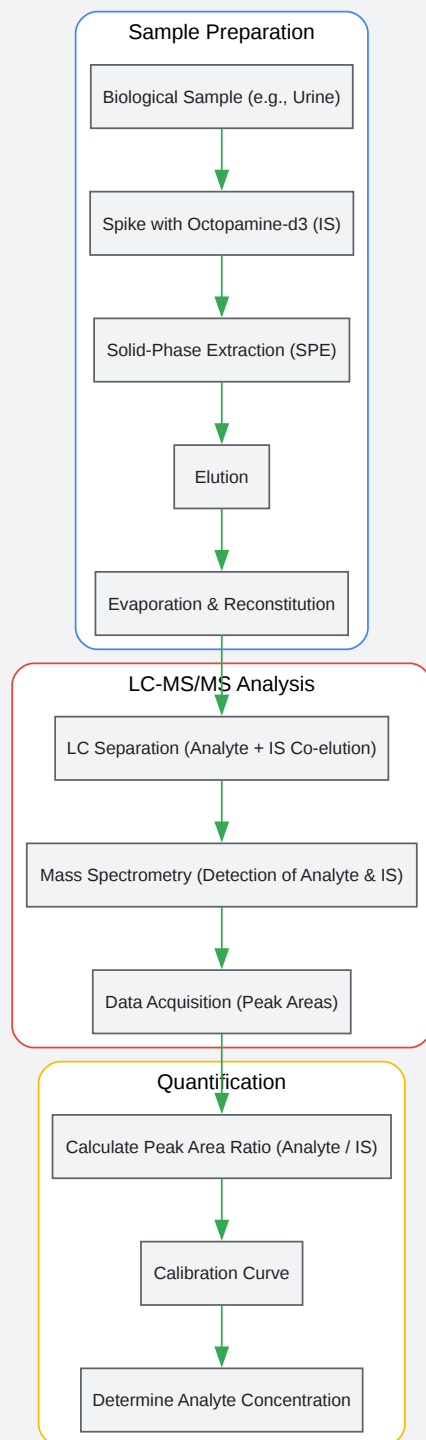 Sample Preparation
Biological Sample (e.g., Urine)
Spike with Octopamine-d3 (IS)
Solid-Phase Extraction (SPE)
Elution
Evaporation & Reconstitution
LC-MS/MS Analysis
LC Separation (Analyte + IS Co-elution)
Mass Spectrometry (Detection of Analyte & IS)
Data Acquisition (Peak Areas)
Quantification
Calculate Peak Area Ratio (Analyte / IS)
Calibration Curve
Determine Analyte Concentration